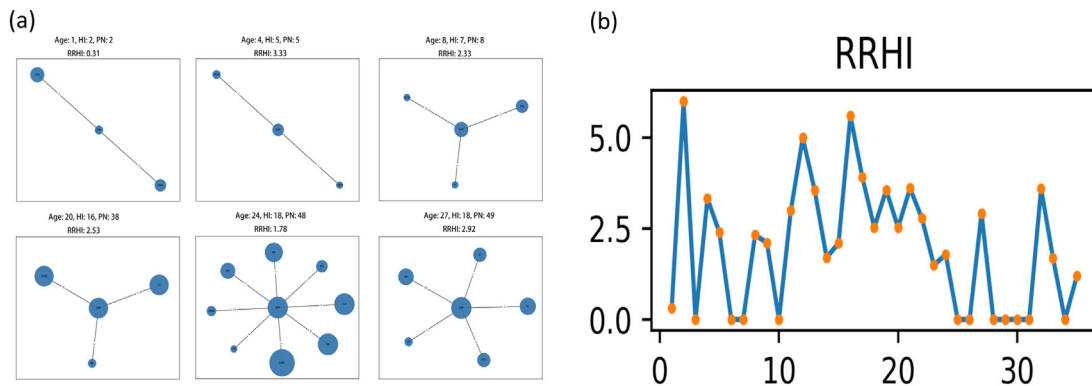 (a)
Age: 1, HI: 2, PN: 2
RRHI: 0.31
Age: 4, HI: 5, PN: 5
RRHI: 3.33
Age: 8, HI: 7, PN: 8
RRHI: 2.33
Age: 20, HI: 16, PN: 38
RRHI: 2.53
Age: 24, HI: 18, PN: 48
RRHI: 1.78
Age: 27, HI: 18, PN: 49
RRHI: 2.92
(b)
RRHI
5.0
2.5
0.0
0 10 20 30